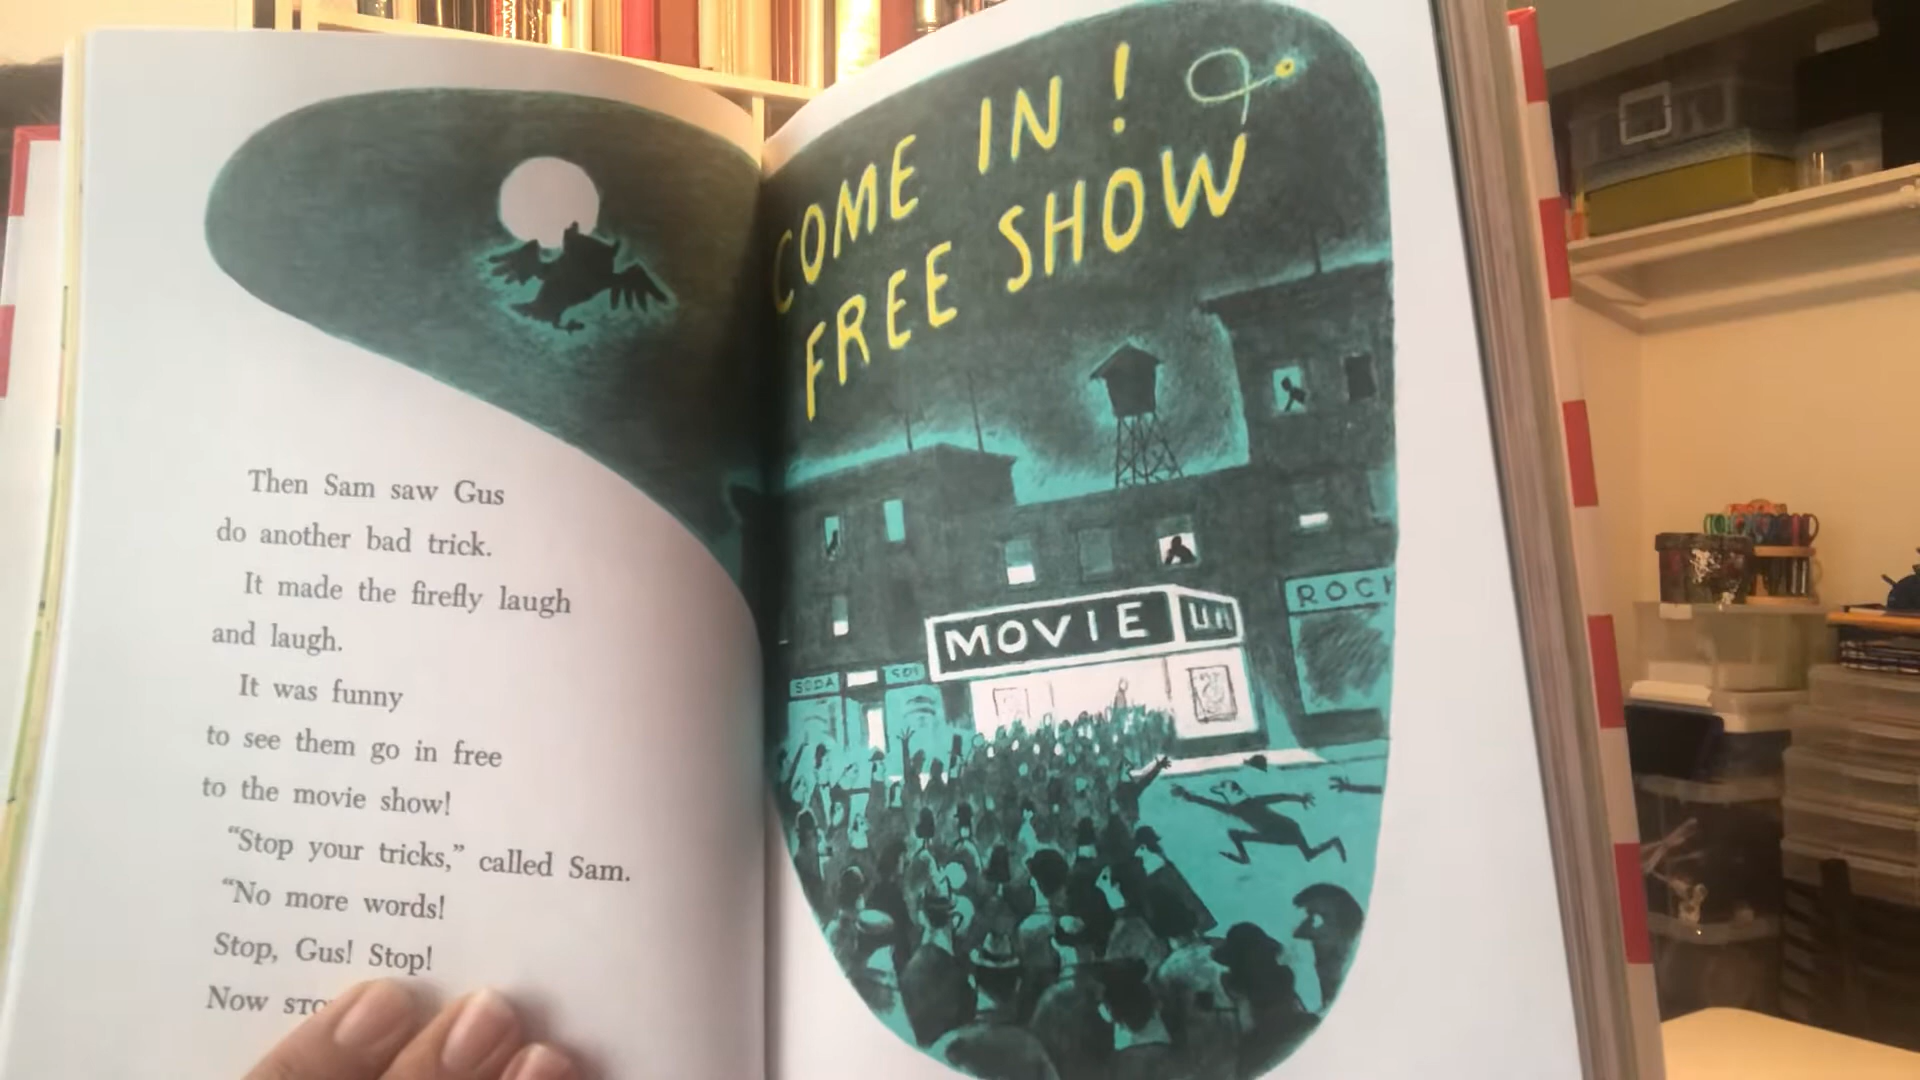 Then Sam saw Gus
do another bad trick.
It made the firefly laugh
and laugh.
It was funny
to see them go in free
to the movie show!
“Stop your tricks,” called Sam.
“No more words!
Stop, Gus! Stop!
Now
COME IN!
FREE SHOW
MOVIE
ROCK
SODA